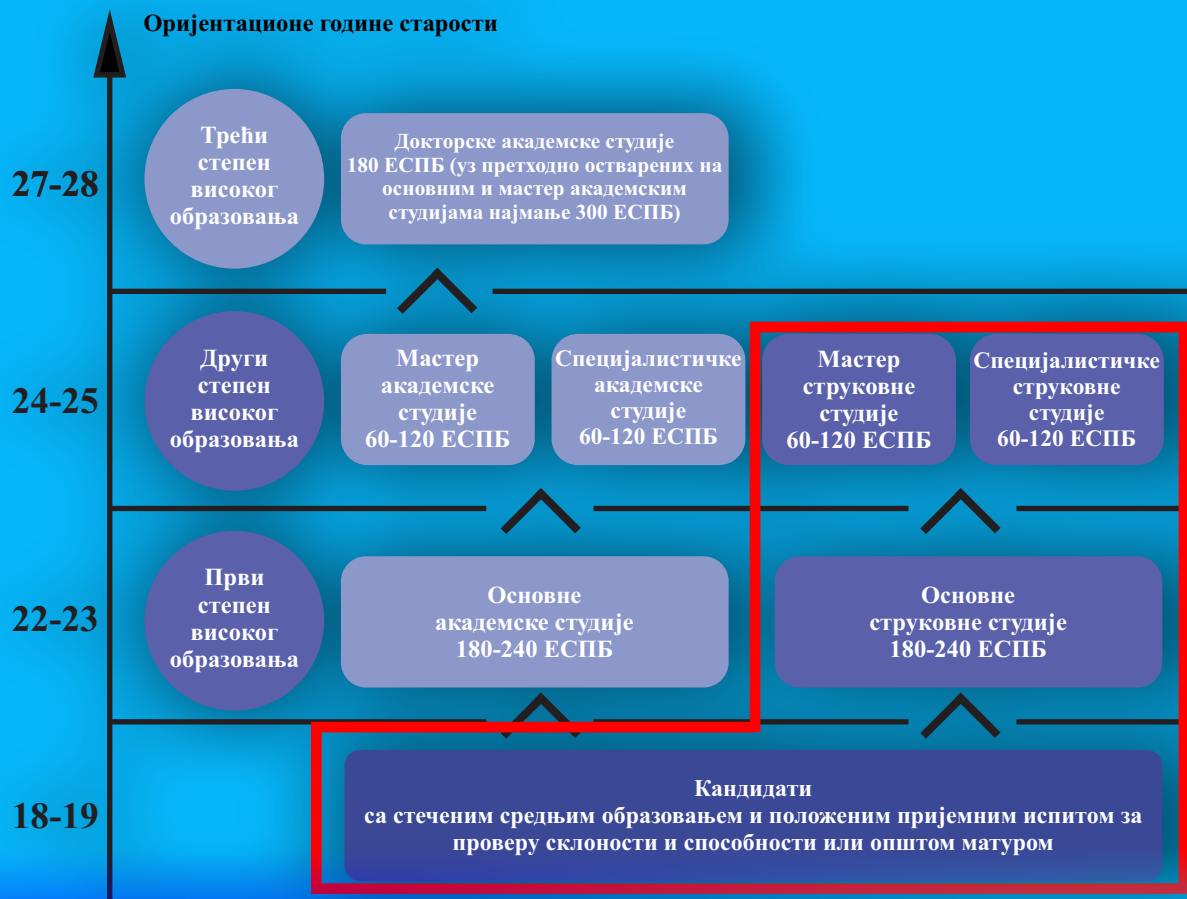 Оријентационе године старости
27-28
Трећи
степен
високог
образовања
Докторске академске студије
180 ЕСПБ (уз претходно остварених на
основним и мастер академским
студијама најмање 300 ЕСПБ)
24-25
Други
степен
високог
образовања
Мастер
академске
студије
60-120 ЕСПБ
Специјалистичке
академске
студије
60-120 ЕСПБ
Мастер
струковне
студије
60-120 ЕСПБ
Специјалистичке
струковне
студије
60-120 ЕСПБ
22-23
Први
степен
високог
образовања
Основне
академске студије
180-240 ЕСПБ
Основне
струковне студије
180-240 ЕСПБ
18-19
Кандидати
са стеченим средњим образовањем и положеним пријемним испитом за
проверу склоности и способности или општом матуром